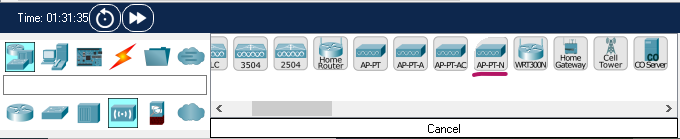 Time: 01:31:35
LC
3504
2504
Home
Router
AP-PT
AP-PT-A
AP-PT-AC
AP-PT-N
WRT300N
Home
Gateway
Cell
Tower
CO
CO Server
Cancel